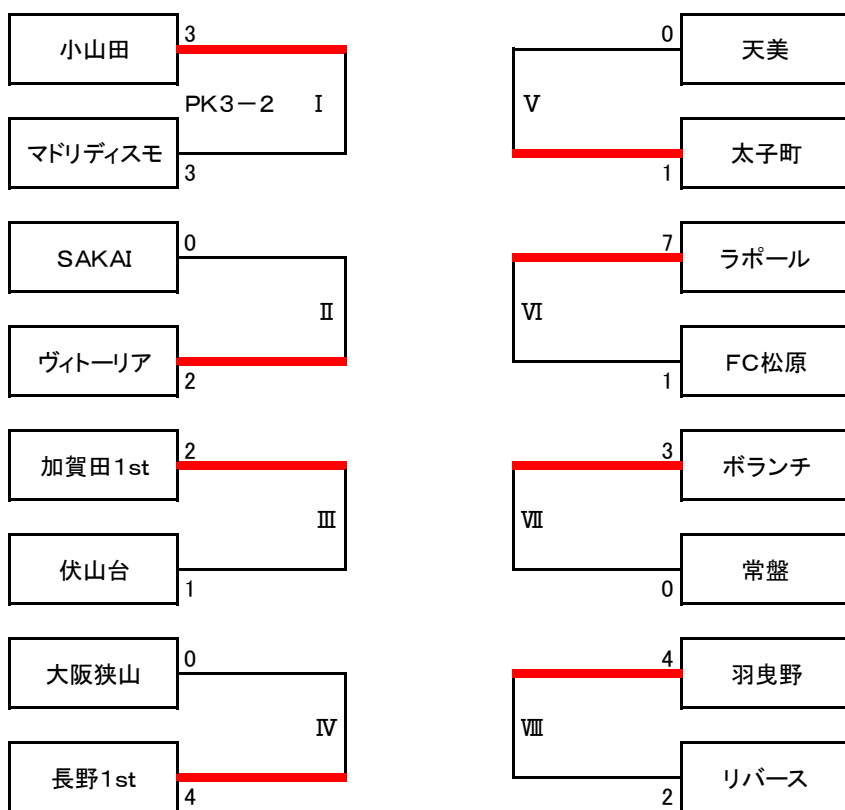 3 0
小山田 天美
PK3-2 Ⅰ Ⅴ
マドリディスモ 太子町
3 1
0 7
SAKAI ラポール
Ⅱ Ⅵ
ヴィトーリア FC松原
2 1
2 3
加賀田1st ボランチ
Ⅲ Ⅶ
伏山台 常盤
1 0
0 4
大阪狭山 羽曳野
Ⅳ Ⅷ
長野1st リバース
4 2